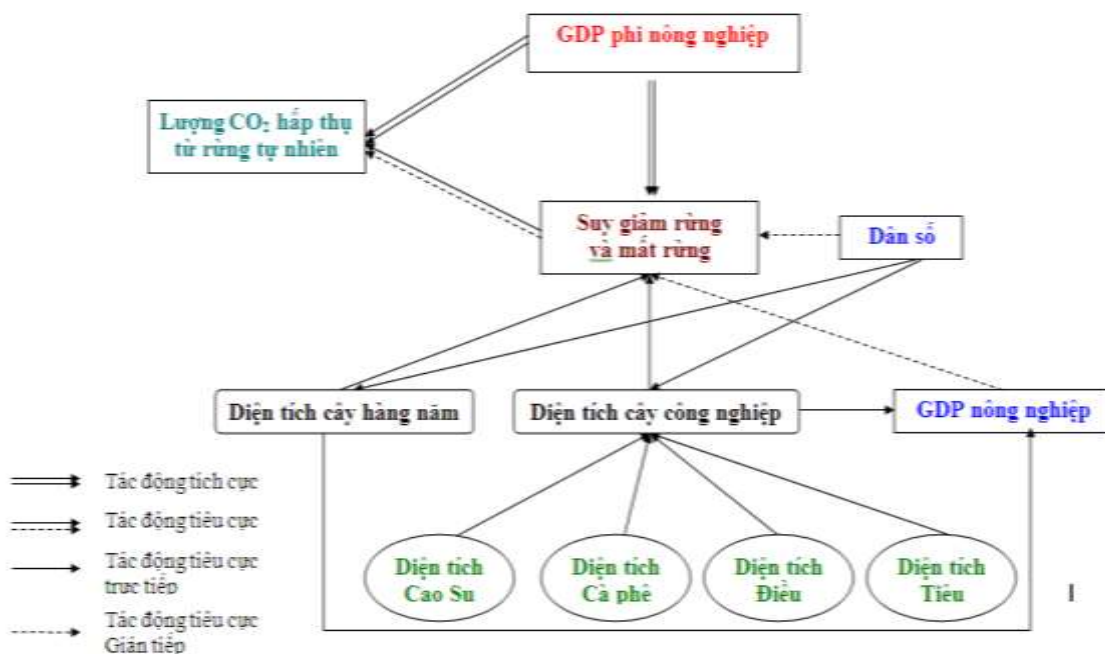 GDP phi nông nghiệp
Lượng CO₂ hấp thụ
từ rừng tự nhiên
Suy giảm rừng
và mất rừng
Dân số
Diện tích cây hàng năm
Diện tích cây công nghiệp
GDP nông nghiệp
Tác động tích cực
Tác động tiêu cực
Tác động tiêu cực
trực tiếp
Tác động tiêu cực
Gián tiếp
Diện tích
Cao Su
Diện tích
Cà phê
Diện tích
Điều
Diện tích
Tiêu